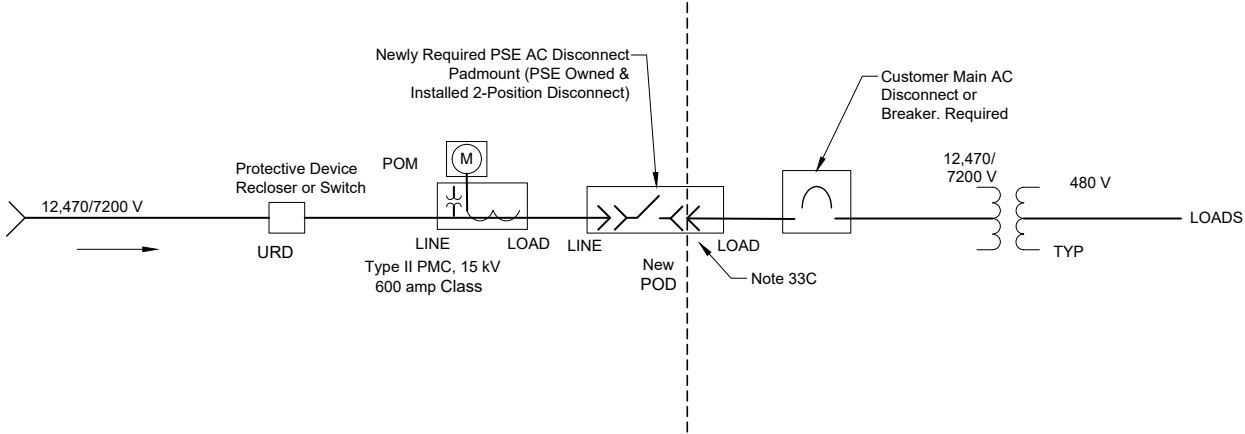 Newly Required PSE AC Disconnect
Padmount (PSE Owned &
Installed 2-Position Disconnect)
Customer Main AC
Disconnect or
Breaker. Required
Protective Device
Recloser or Switch
POM
M
12,470/
7200 V
480 V
12,470/7200 V
LOADS
URD
LINE
LOAD
LINE
LOAD
TYP
Type II PMC, 15 kV
600 amp Class
New
POD
Note 33C